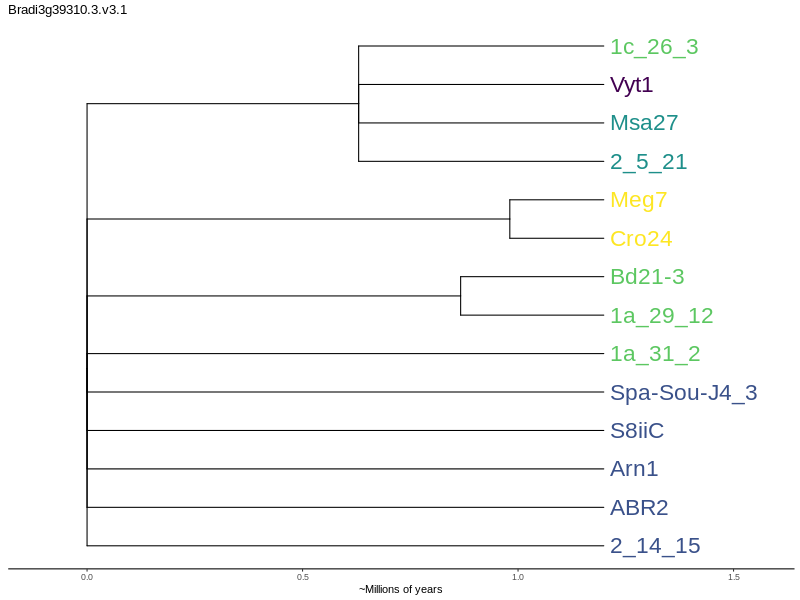 Bradi3g39310.3.v3.1
1c_26_3
Vyt1
Msa27
2_5_21
Meg7
Cro24
Bd21-3
1a_29_12
1a_31_2
Spa-Sou-J4_3
S8iiC
Arn1
ABR2
2_14_15
0.0 0.5 1.0 1.5
~Millions of years